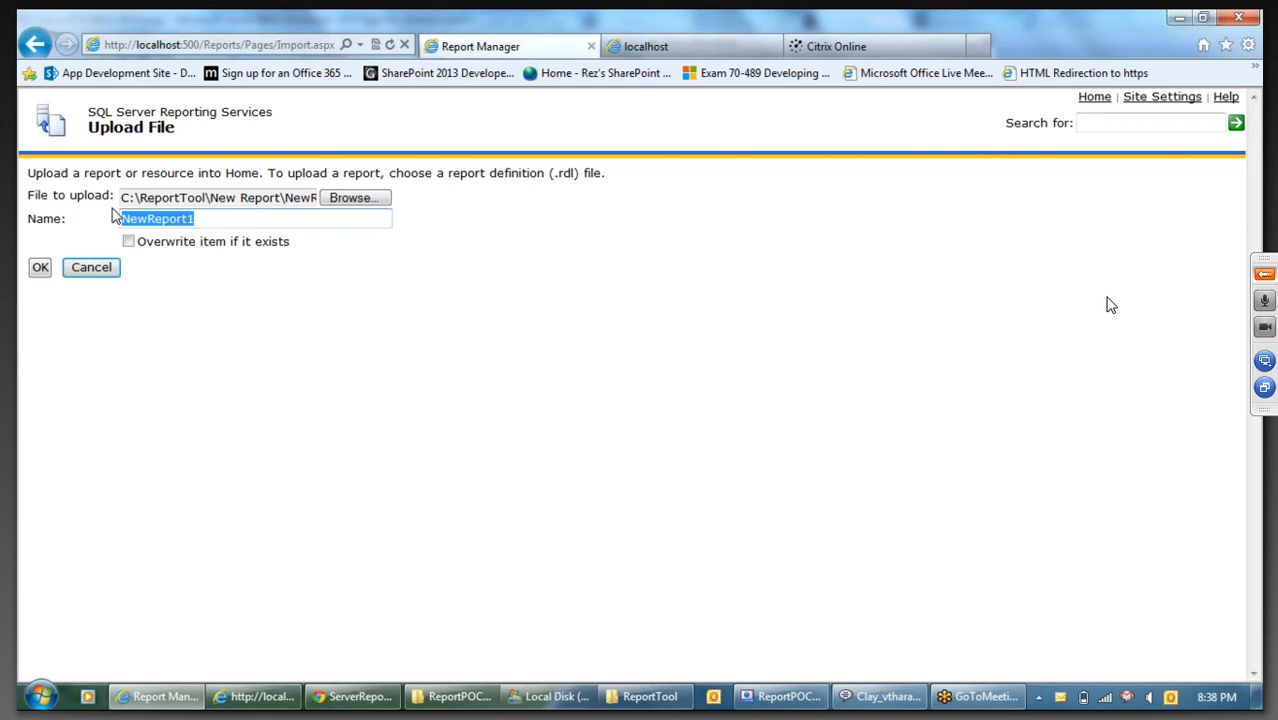 http://localhost:500/Reports/Pages/Import.aspx
Report Manager
localhost
Citrix Online
App Development Site - D...
Sign up for an Office 365 ...
SharePoint 2013 Develope...
Home - Rez's SharePoint ...
Exam 70-489 Developing ...
Microsoft Office Live Mee...
HTML Redirection to https
Home | Site Settings | Help
SQL Server Reporting Services
Upload File
Search for:
Upload a report or resource into Home. To upload a report, choose a report definition (.rdl) file.
File to upload: C:\ReportTool\New Report\NewR Browse...
Name: NewReport1
Overwrite item if it exists
OK Cancel
Report Man...
http://local...
ServerRepo...
ReportPOC...
Local Disk (...
ReportTool
ReportPOC...
Clay_vthara...
GoToMeeti...
8:38 PM